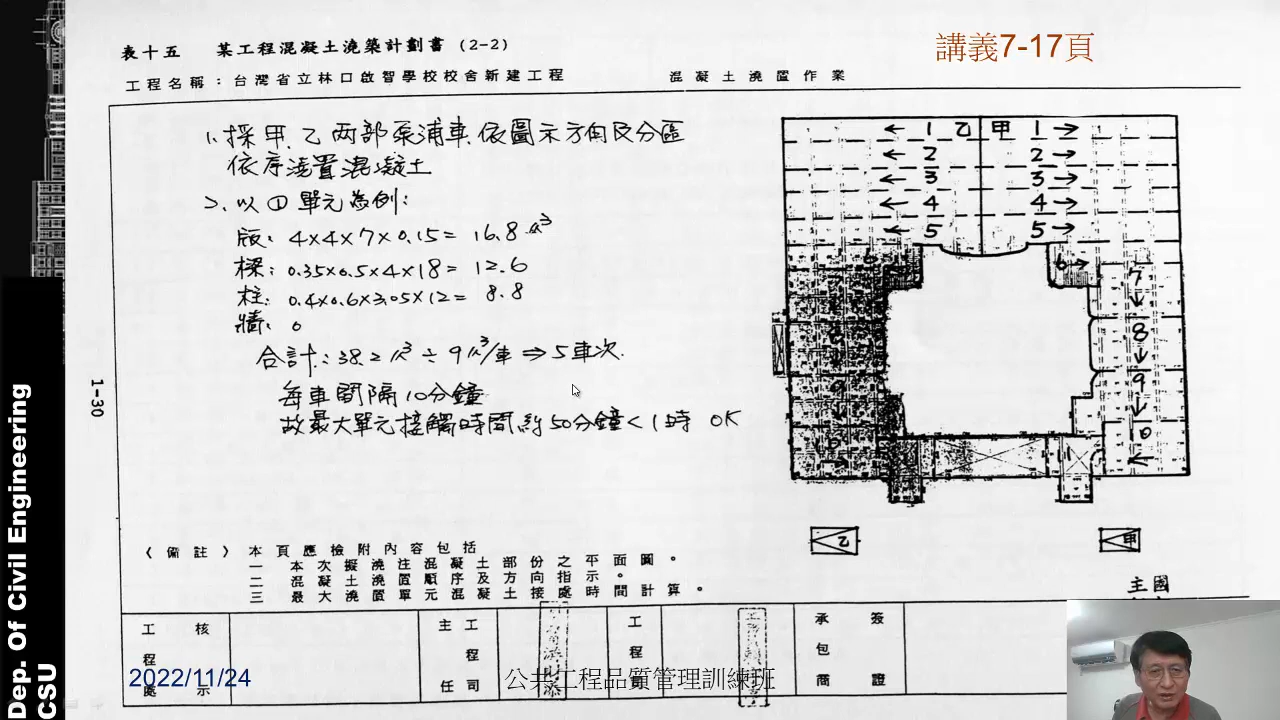 講義7-17頁
表十五 某工程混凝土澆築計劃書 (2-2)
工程名稱：台灣省立林口啟智學校校舍新建工程 混凝土澆置作業
1. 採甲、乙兩部泵浦車，依圖示方向及分區
依序澆置混凝土
2. 以①單元為例：
版：4×4×7×0.15＝16.8 m³
樑：0.35×0.5×4×18＝12.6
柱：0.4×0.6×3.05×12＝8.8
牆：0
合計：38.2 m³ ÷ 9 m³/車 ⇒ 5車次.
每車間隔10分鐘
故最大單元接觸時間約50分鐘＜1時 OK
← 1 乙 甲 1 →
← 2 2 →
← 3 3 →
← 4 4 →
← 5 5 →
6 →
7
↓
8
↓
9
↓
10
←
乙 甲
1-30
〈備註〉本頁應檢附內容包括
一 本次擬澆注混凝土部份之平面圖。
二 混凝土澆置順序及方向指示。
三 最大澆置單元混凝土接處時間計算。
主國
工程處 核示 主任 工程司 工程員 承包商 簽證
2022/11/24 公共工程品質管理訓練班
Dep. Of Civil Engineering
CSU